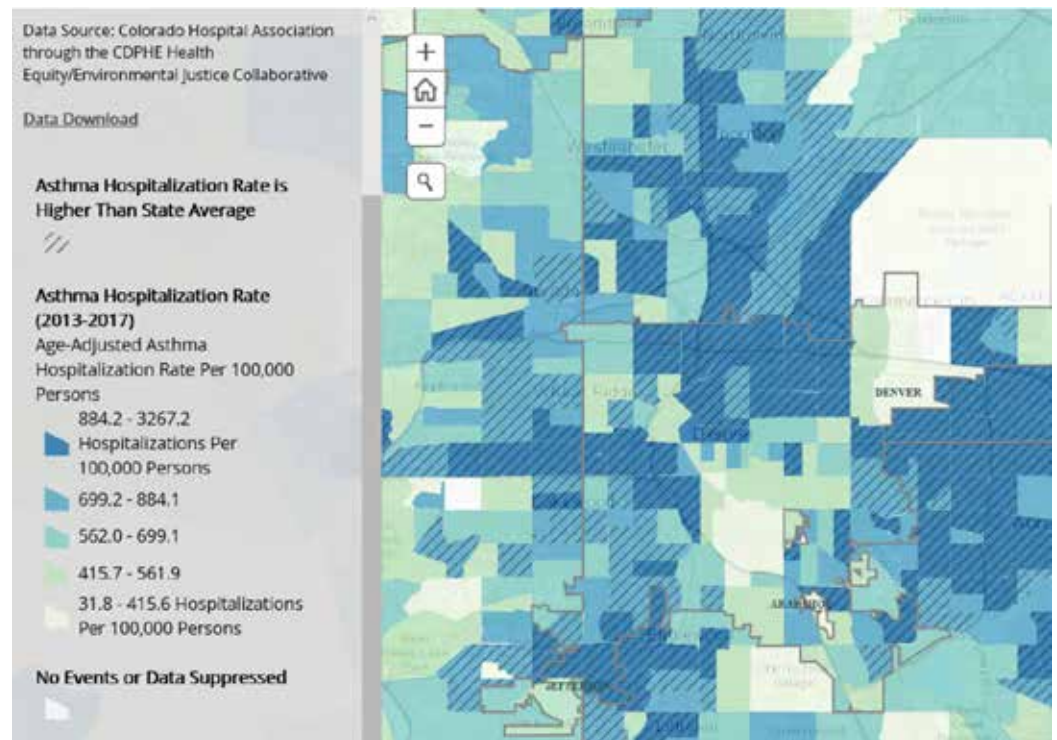 Data Source: Colorado Hospital Association
through the CDPHE Health
Equity/Environmental Justice Collaborative
Data Download
Asthma Hospitalization Rate is
Higher Than State Average
Asthma Hospitalization Rate
(2013-2017)
Age-Adjusted Asthma
Hospitalization Rate Per 100,000
Persons
884.2 - 3267.2
Hospitalizations Per
100,000 Persons
699.2 - 884.1
562.0 - 699.1
415.7 - 561.9
31.8 - 415.6 Hospitalizations
Per 100,000 Persons
No Events or Data Suppressed
+
−
Westminster
DENVER